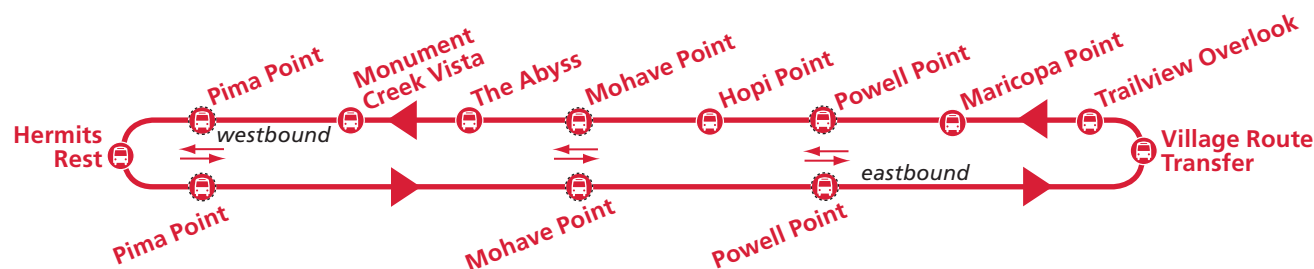 Pima Point
Monument
Creek Vista
The Abyss
Mohave Point
Hopi Point
Powell Point
Maricopa Point
Trailview Overlook
Hermits
Rest
westbound
Village Route
Transfer
eastbound
Pima Point
Mohave Point
Powell Point